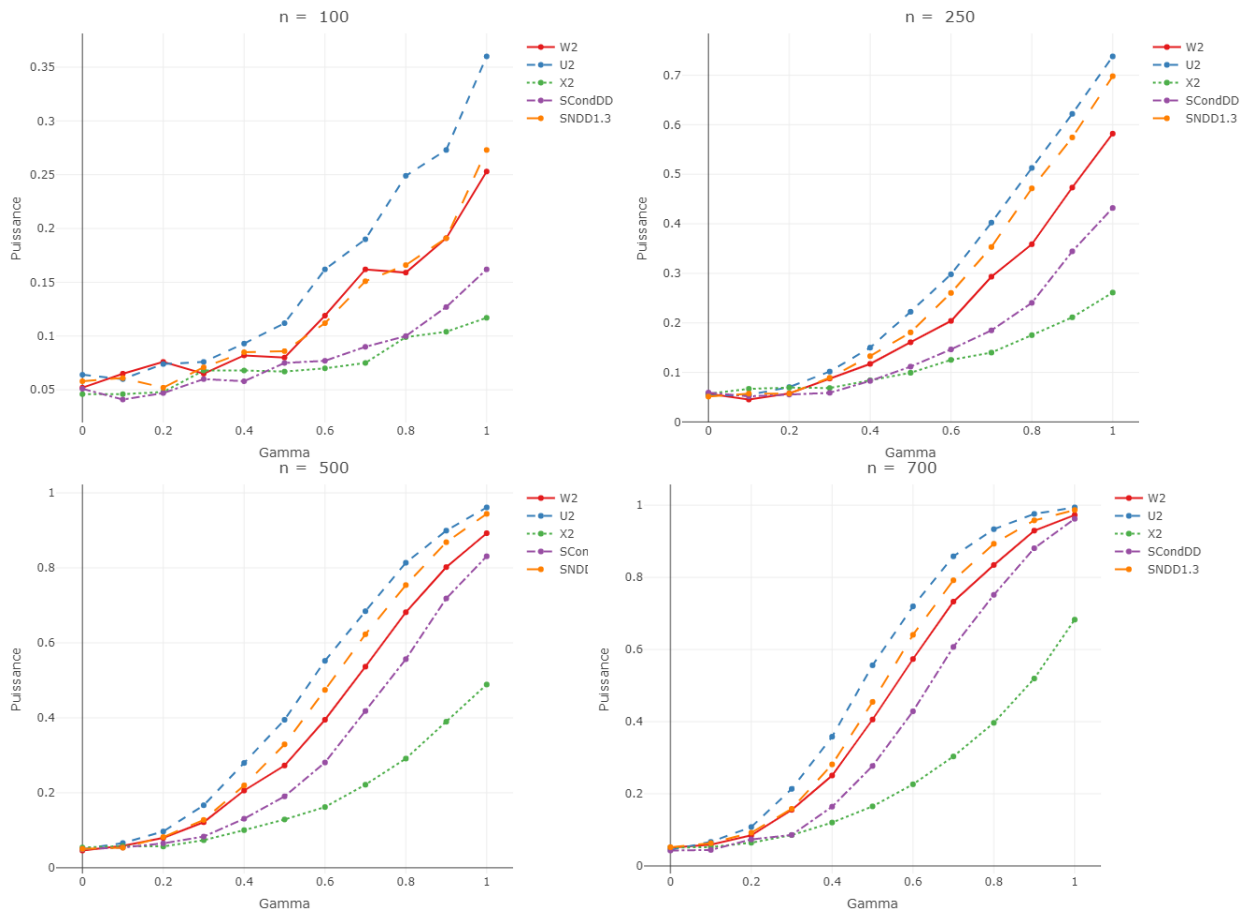 n = 100
0.35
0.3
0.25
0.2
0.15
0.1
0.05
Puissance
0 0.2 0.4 0.6 0.8 1
Gamma
W2
U2
X2
SCondDD
SNDD1.3
n = 250
0.7
0.6
0.5
0.4
0.3
0.2
0.1
0
Puissance
0 0.2 0.4 0.6 0.8 1
Gamma
W2
U2
X2
SCondDD
SNDD1.3
n = 500
1
0.8
0.6
0.4
0.2
0
Puissance
0 0.2 0.4 0.6 0.8 1
Gamma
W2
U2
X2
SCon
SNDI
n = 700
1
0.8
0.6
0.4
0.2
0
Puissance
0 0.2 0.4 0.6 0.8 1
Gamma
W2
U2
X2
SCondDD
SNDD1.3